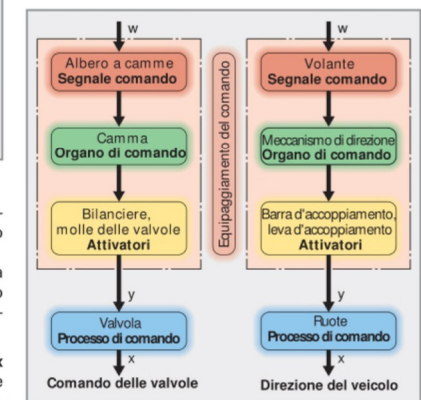 w
Albero a camme
Segnale comando
Camma
Organo di comando
Bilanciere,
molle delle valvole
Attivatori
y
Valvola
Processo di comando
x
Comando delle valvole
Equipaggiamento del comando
w
Volante
Segnale comando
Meccanismo di direzione
Organo di comando
Barra d'accoppiamento,
leva d'accoppiamento
Attivatori
y
Ruote
Processo di comando
x
Direzione del veicolo